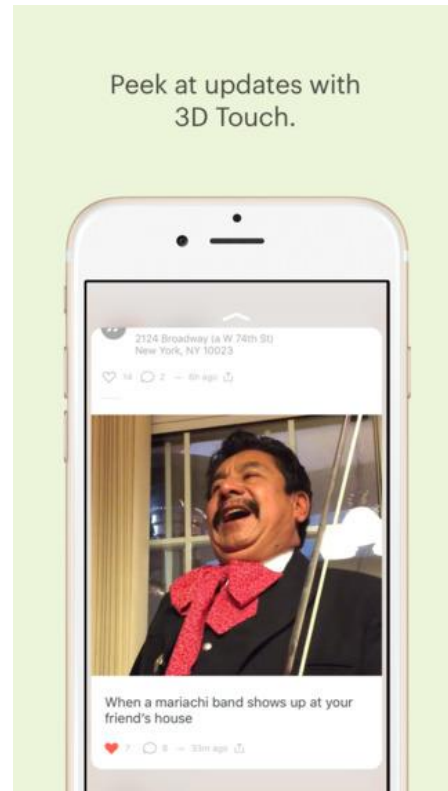 Peek at updates with
3D Touch.
2124 Broadway (a W 74th St)
New York, NY 10023
14 2 — 6h ago
When a mariachi band shows up at your
friend's house
7 8 — 33m ago